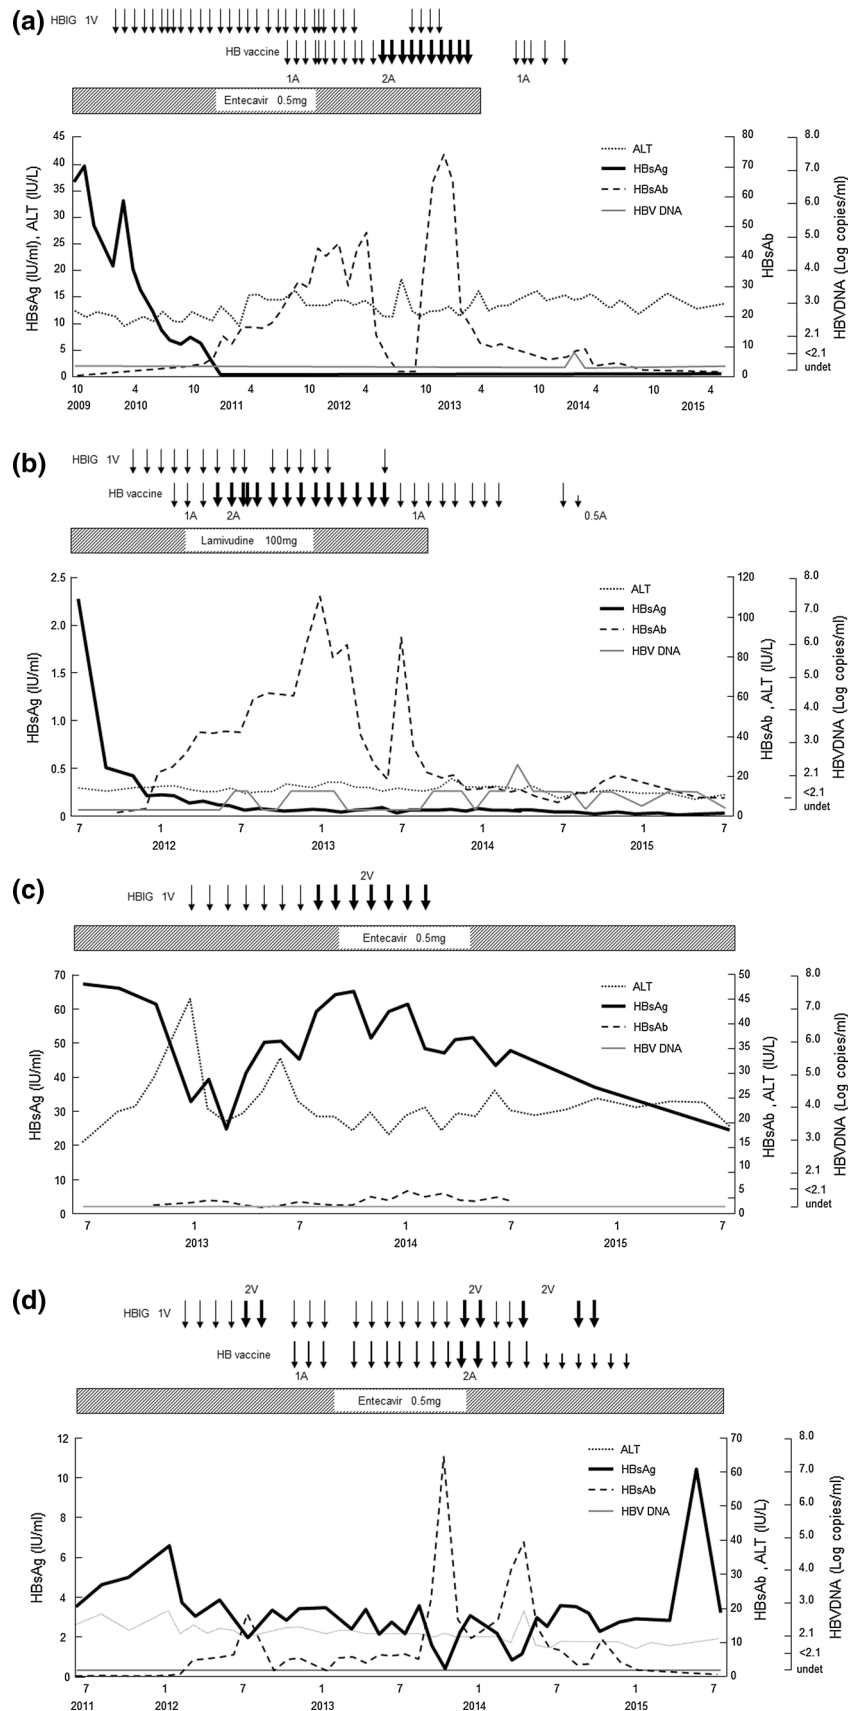 (a)
HBIG 1V
HB vaccine
1A 2A 1A
Entecavir 0.5mg
45
40
35
30
25
20
15
10
5
0
HBsAg (IU/ml), ALT (IU/L)
ALT
HBsAg
HBsAb
HBV DNA
80
70
60
50
40
30
20
10
0
HBsAb
8.0
7.0
6.0
5.0
4.0
3.0
2.1
<2.1
undet
HBVDNA (Log copies/ml)
10 4 10 4 10 4 10 4 10 4 10 4
2009 2010 2011 2012 2013 2014 2015
(b)
HBIG 1V
HB vaccine
1A 2A 1A 0.5A
Lamivudine 100mg
2.5
2.0
1.5
1.0
0.5
0
HBsAg (IU/ml)
ALT
HBsAg
HBsAb
HBV DNA
120
100
80
60
40
20
0
HBsAb , ALT (IU/L)
8.0
7.0
6.0
5.0
4.0
3.0
2.1
<2.1
undet
HBVDNA (Log copies/ml)
7 1 7 1 7 1 7 1 7
2012 2013 2014 2015
(c)
2V
HBIG 1V
Entecavir 0.5mg
70
60
50
40
30
20
10
0
HBsAg (IU/ml)
ALT
HBsAg
HBsAb
HBV DNA
50
45
40
35
30
25
20
15
10
5
0
HBsAb , ALT (IU/L)
8.0
7.0
6.0
5.0
4.0
3.0
2.1
<2.1
undet
HBVDNA (Log copies/ml)
7 1 7 1 7 1 7
2013 2014 2015
(d)
2V 2V 2V
HBIG 1V
HB vaccine
1A 2A
Entecavir 0.5mg
12
10
8
6
4
2
0
HBsAg (IU/ml)
ALT
HBsAg
HBsAb
HBV DNA
70
60
50
40
30
20
10
0
HBsAb , ALT (IU/L)
8.0
7.0
6.0
5.0
4.0
3.0
2.1
<2.1
undet
HBVDNA (Log copies/ml)
7 1 7 1 7 1 7 1 7
2011 2012 2013 2014 2015